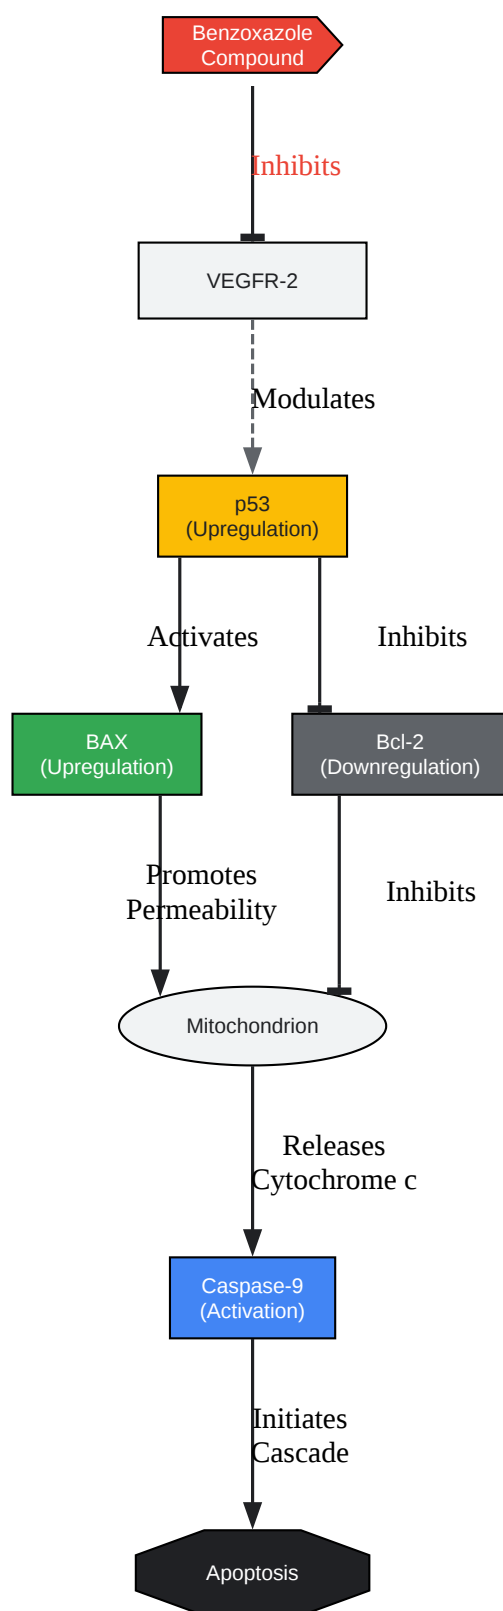 Benzoxazole
Compound
Inhibits
VEGFR-2
Modulates
p53
(Upregulation)
Activates
Inhibits
BAX
(Upregulation)
Bcl-2
(Downregulation)
Promotes
Permeability
Inhibits
Mitochondrion
Releases
Cytochrome c
Caspase-9
(Activation)
Initiates
Cascade
Apoptosis